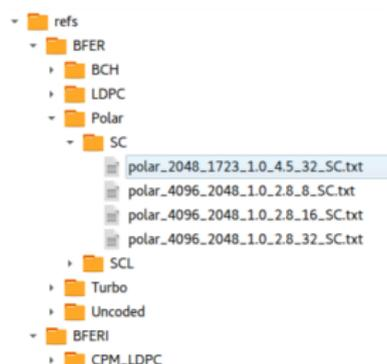 refs
BFER
BCH
LDPC
Polar
SC
polar_2048_1723_1.0_4.5_32_SC.txt
polar_4096_2048_1.0_2.8_8_SC.txt
polar_4096_2048_1.0_2.8_16_SC.txt
polar_4096_2048_1.0_2.8_32_SC.txt
SCL
Turbo
Uncoded
BFERI
CPM_LDPC